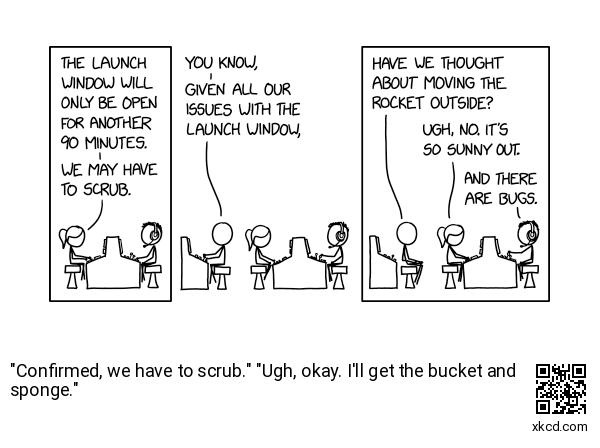 THE LAUNCH
WINDOW WILL
ONLY BE OPEN
FOR ANOTHER
90 MINUTES.
WE MAY HAVE
TO SCRUB.
YOU KNOW,
GIVEN ALL OUR
ISSUES WITH THE
LAUNCH WINDOW,
HAVE WE THOUGHT
ABOUT MOVING THE
ROCKET OUTSIDE?
UGH, NO. IT'S
SO SUNNY OUT.
AND THERE
ARE BUGS.
"Confirmed, we have to scrub." "Ugh, okay. I'll get the bucket and
sponge."
xkcd.com